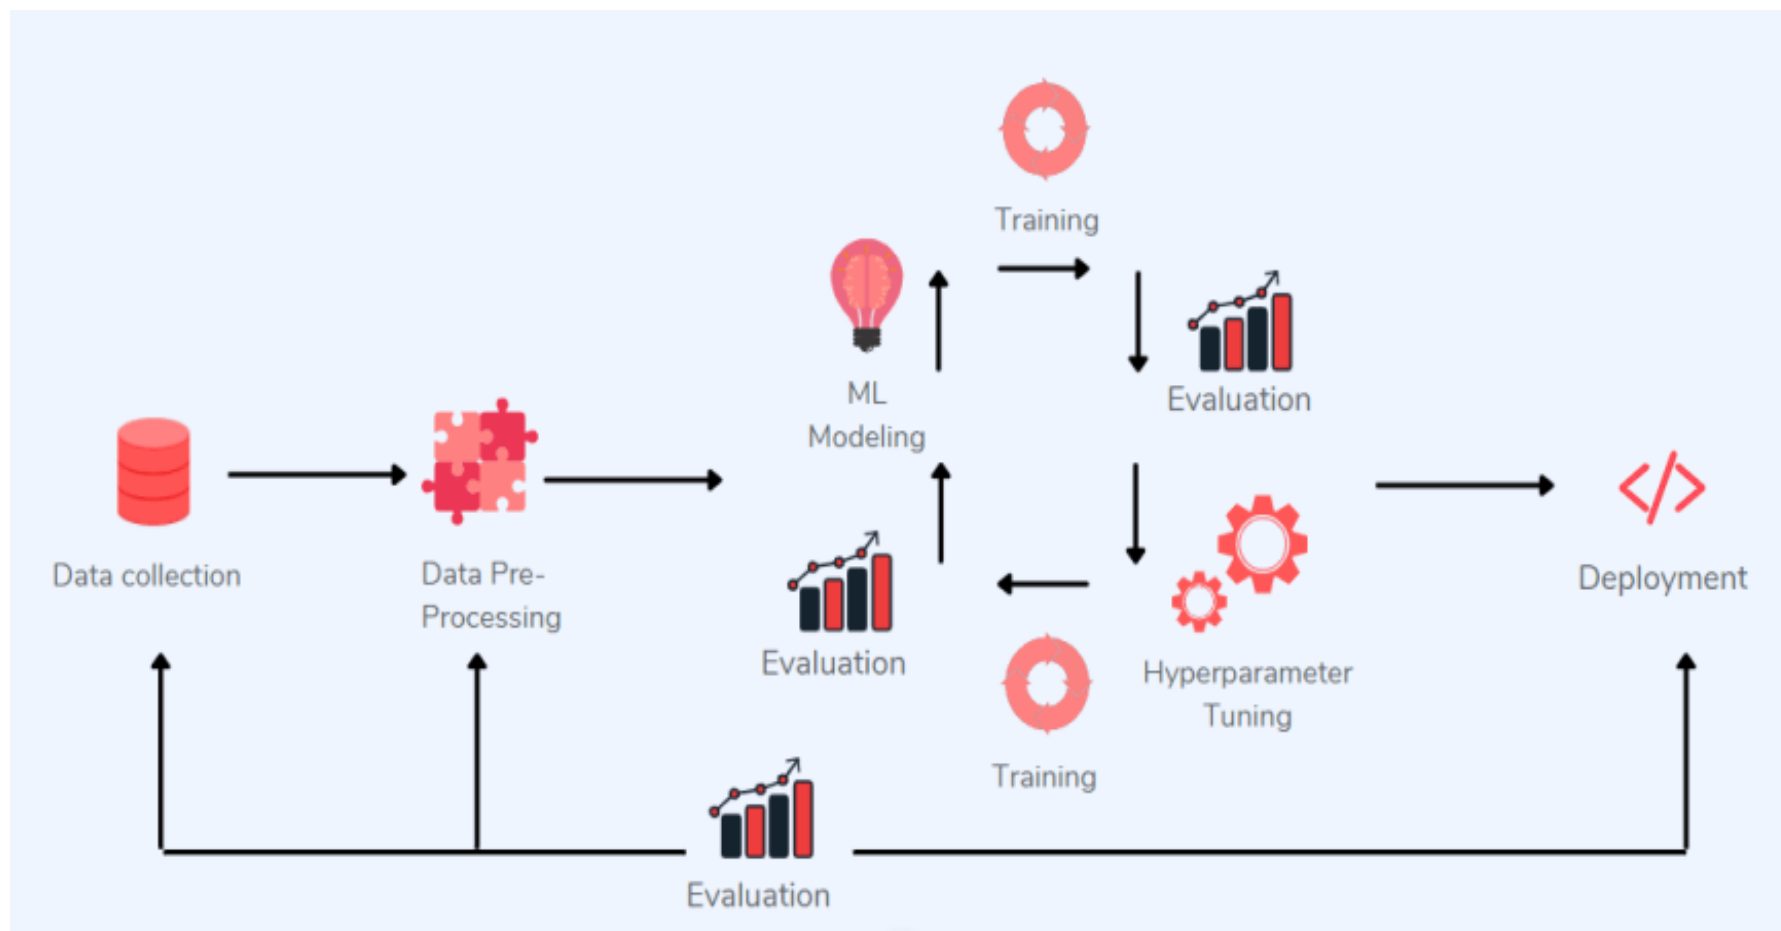 Training
ML
Modeling
Evaluation
Data collection
Data Pre-
Processing
Evaluation
Hyperparameter
Tuning
Deployment
Training
Evaluation